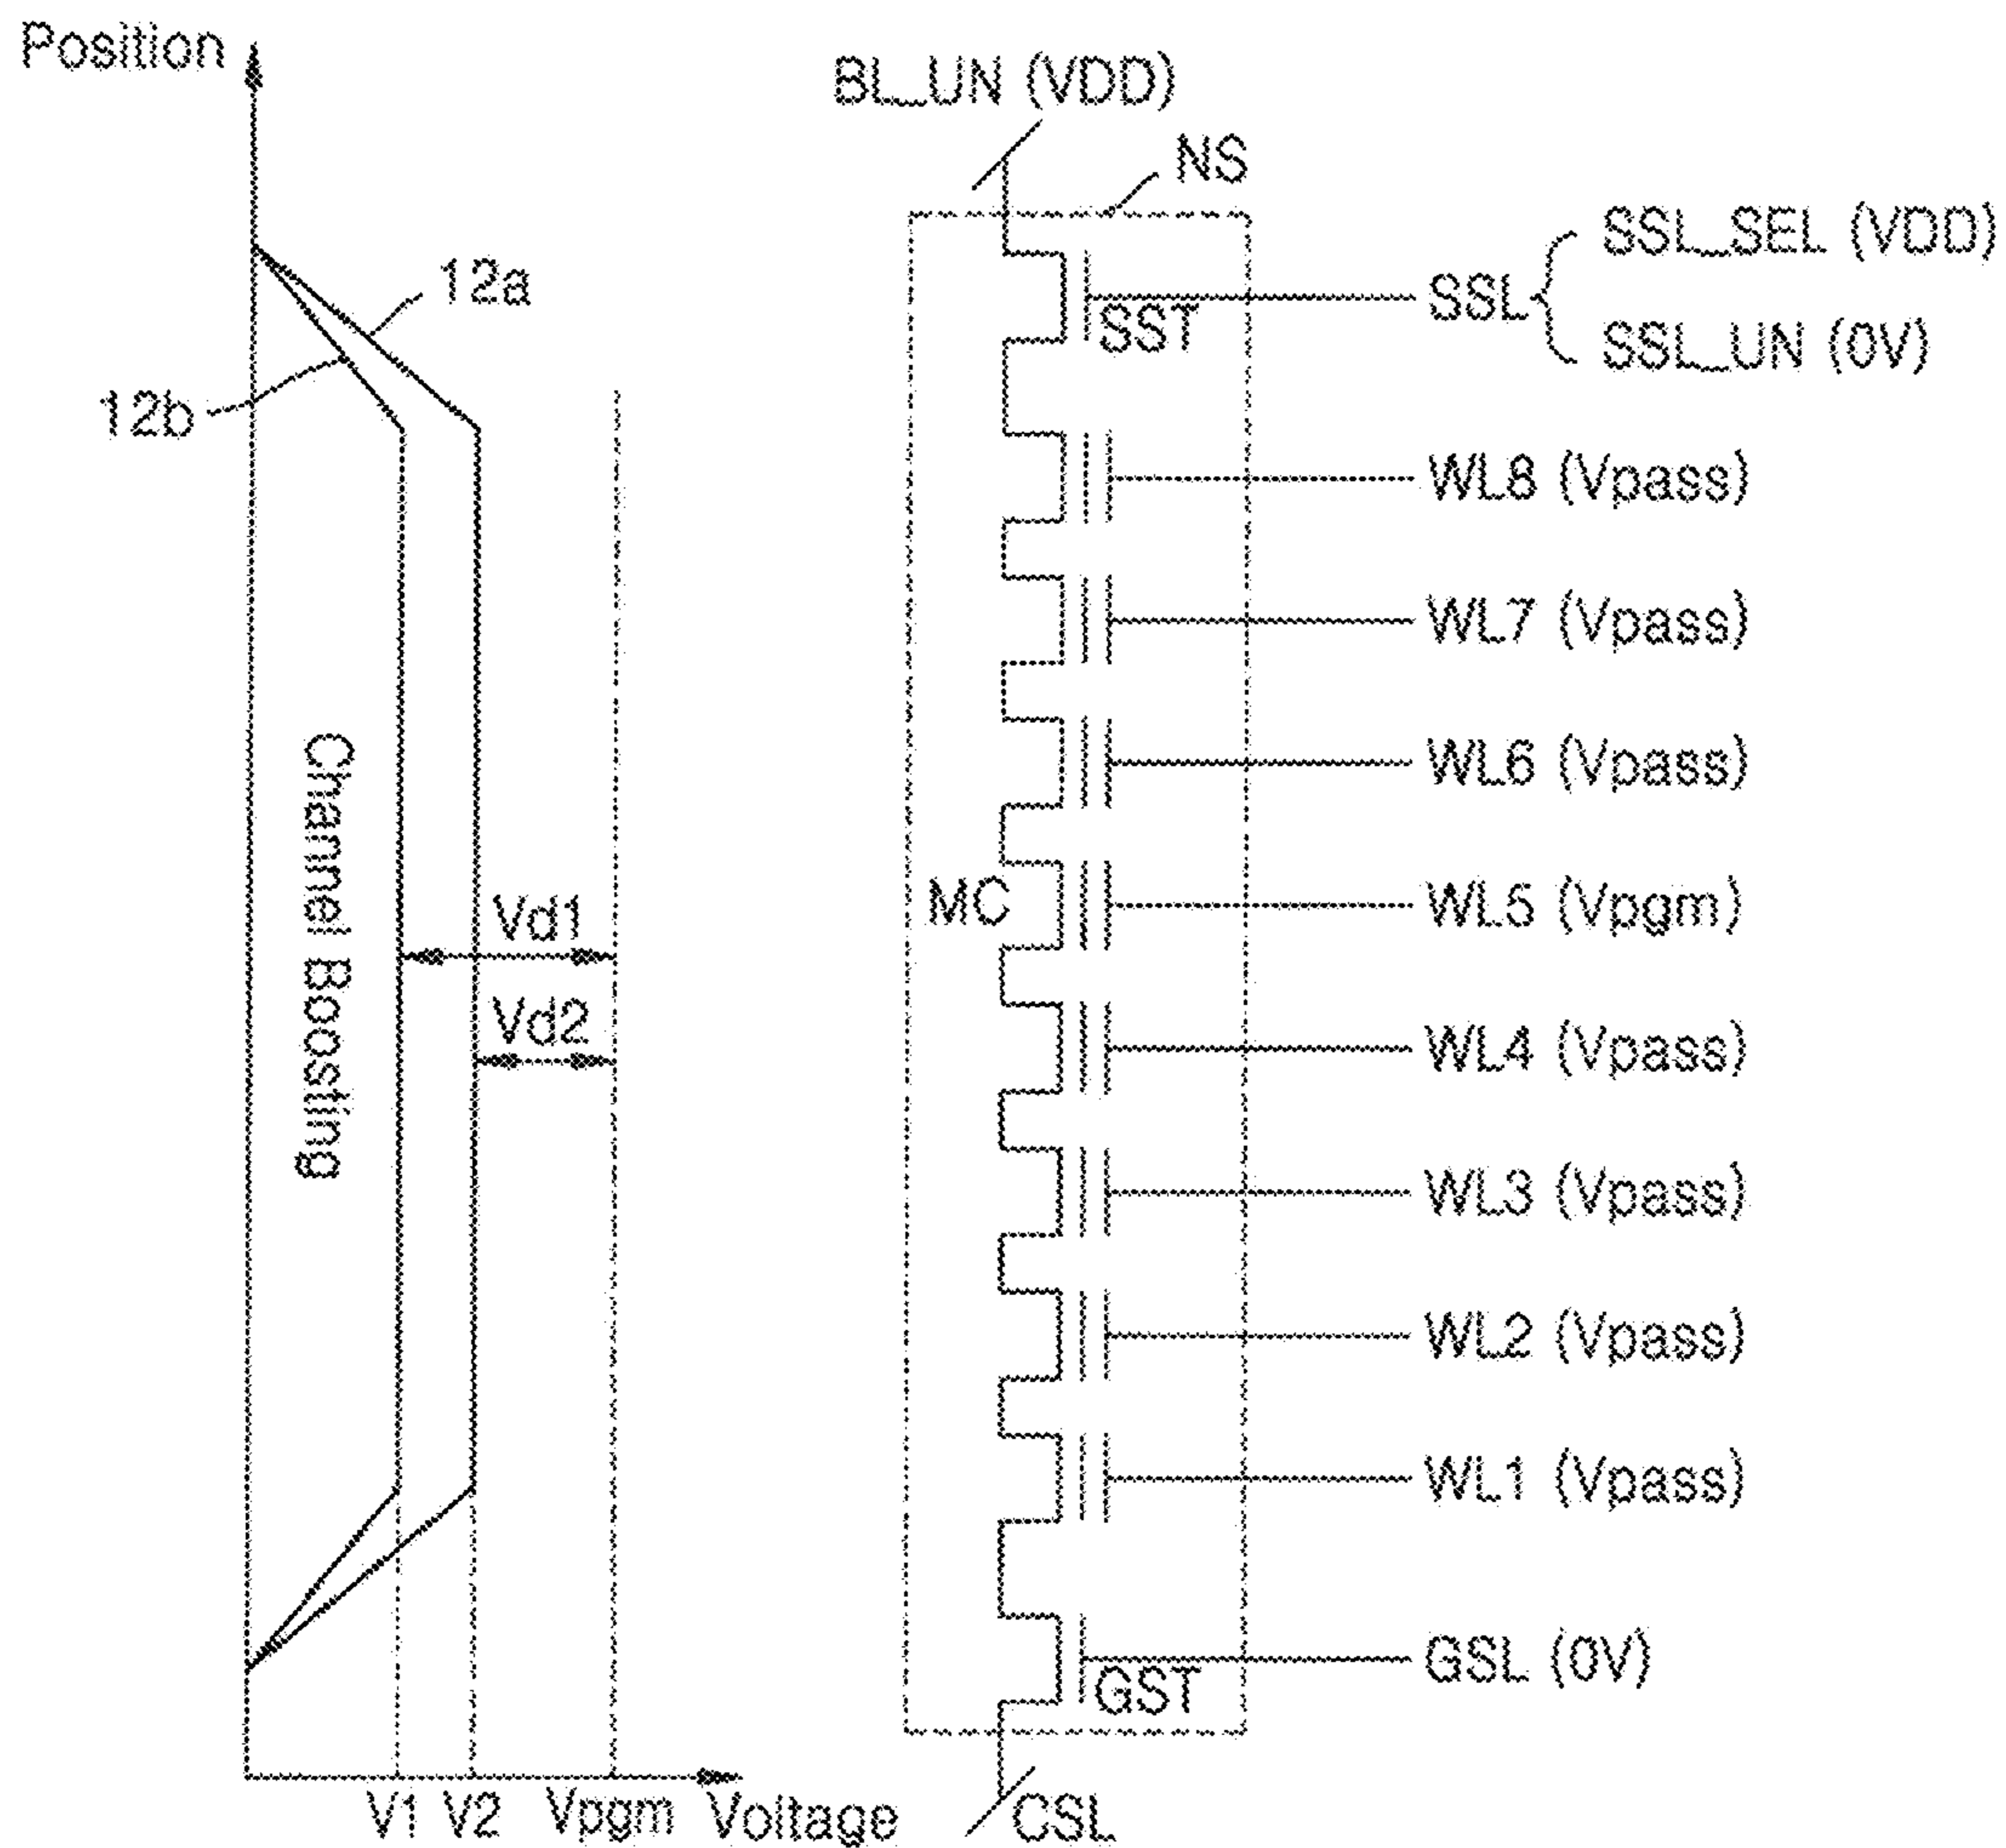 Position
BL_UN (VDD)
NS
SSL_SEL (VDD)
12a
SSL
SST
SSL_UN (0V)
12b
WL8 (Vpass)
WL7 (Vpass)
WL6 (Vpass)
Channel Boosting
MC
WL5 (Vpgm)
Vd1
Vd2
WL4 (Vpass)
WL3 (Vpass)
WL2 (Vpass)
WL1 (Vpass)
GSL (0V)
GST
V1 V2 Vpgm Voltage
CSL